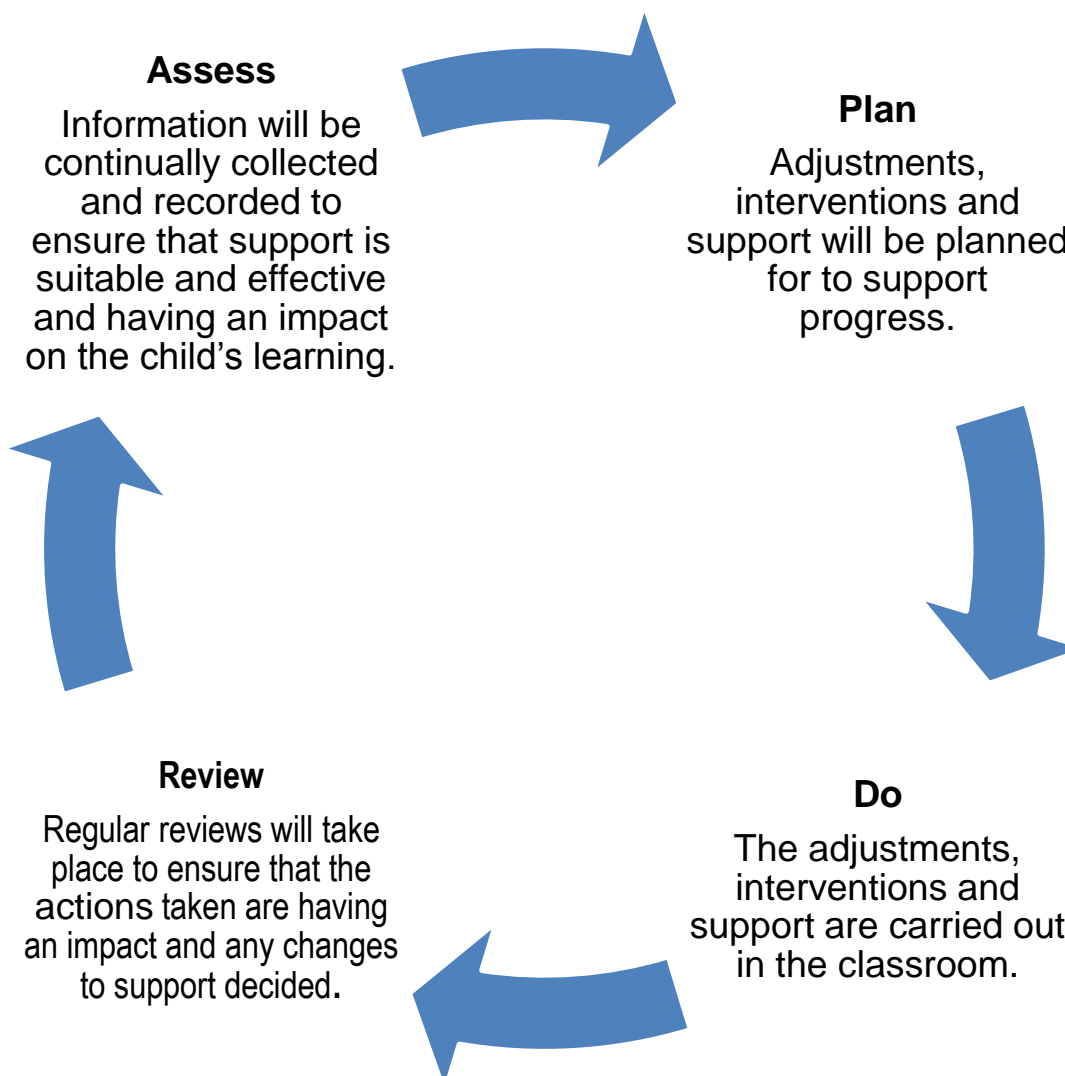 Assess
Information will be
continually collected
and recorded to
ensure that support is
suitable and effective
and having an impact
on the child's learning.
Plan
Adjustments,
interventions and
support will be planned
for to support
progress.
Do
The adjustments,
interventions and
support are carried out
in the classroom.
Review
Regular reviews will take
place to ensure that the
actions taken are having
an impact and any changes
to support decided.